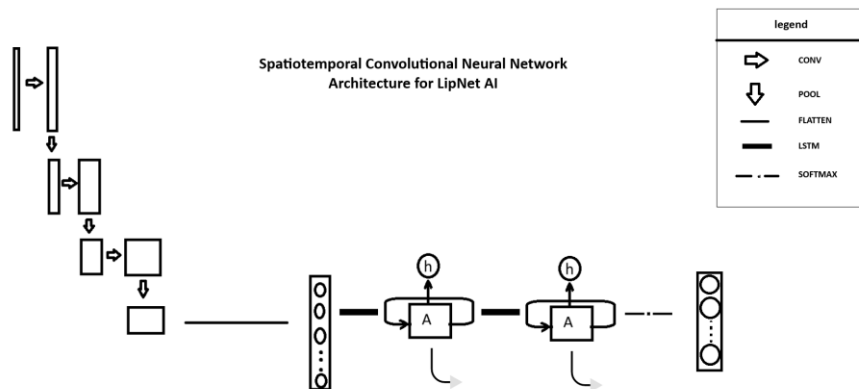 Spatiotemporal Convolutional Neural Network
Architecture for LipNet AI
legend
CONV
POOL
FLATTEN
LSTM
SOFTMAX
h
h
A
A